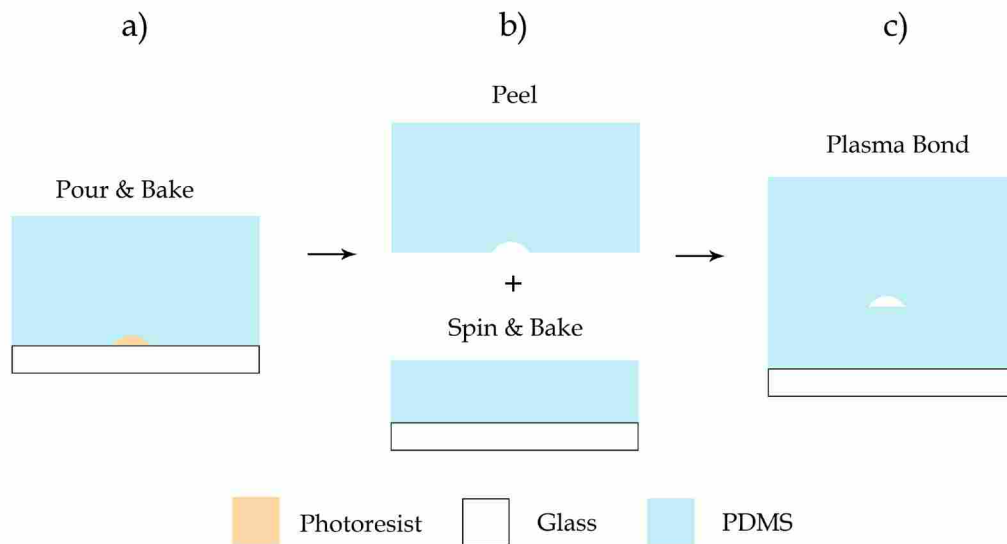 a)
b)
c)
Peel
Plasma Bond
Pour & Bake
+
Spin & Bake
Photoresist
Glass
PDMS